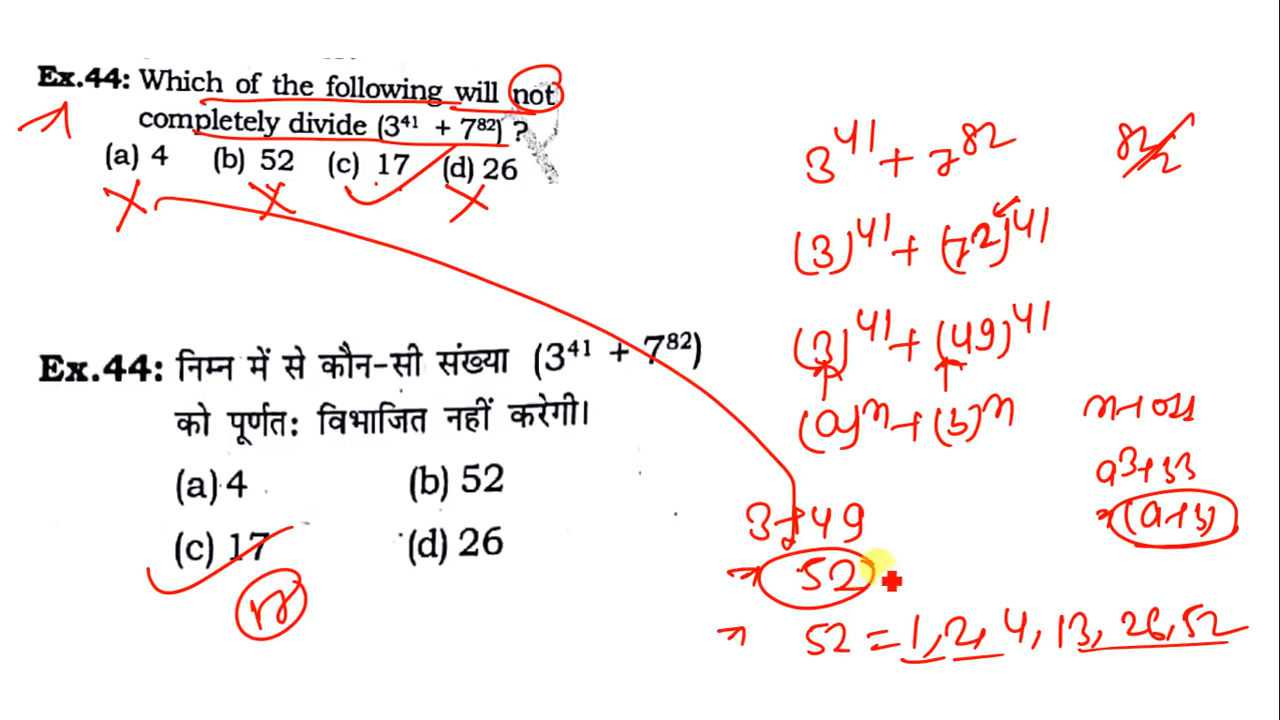 Ex.44: Which of the following will not
completely divide (3⁴¹ + 7⁸²) ?
(a) 4 (b) 52 (c) 17 (d) 26
Ex.44: निम्न में से कौन-सी संख्या (3⁴¹ + 7⁸²)
को पूर्णतः विभाजित नहीं करेगी।
(a) 4 (b) 52
(c) 17 (d) 26
3⁴¹ + 7⁸² 82/2
(3)⁴¹ + (7²)⁴¹
(3)⁴¹ + (49)⁴¹
(a)ⁿ + (b)ⁿ
a³+b³
(a+b)
3+49
52
52 = 1, 2, 4, 13, 26, 52